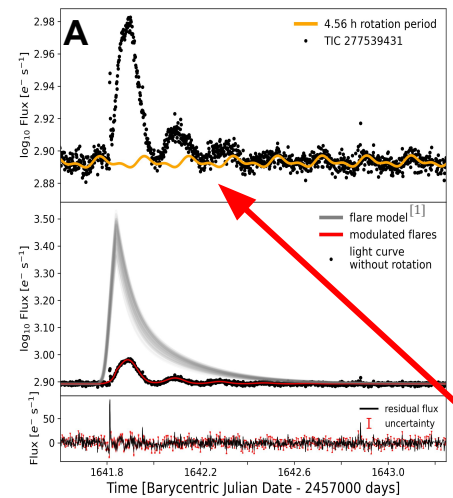 A
4.56 h rotation period
TIC 277539431
log₁₀ Flux [e⁻ s⁻¹]
2.98
2.96
2.94
2.92
2.90
2.88
flare model[1]
modulated flares
light curve
without rotation
log₁₀ Flux [e⁻ s⁻¹]
3.50
3.40
3.30
3.20
3.10
3.00
2.90
residual flux
uncertainty
Flux [e⁻ s⁻¹]
50
0
1641.8
1642.2
1642.6
1643.0
Time [Barycentric Julian Date - 2457000 days]